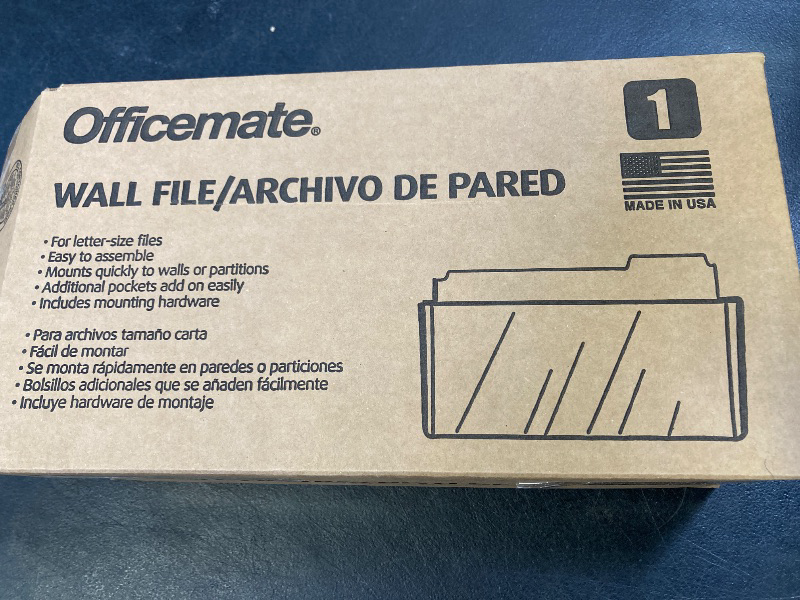 Officemate®
1
MADE IN USA
WALL FILE/ARCHIVO DE PARED
• For letter-size files
• Easy to assemble
• Mounts quickly to walls or partitions
• Additional pockets add on easily
• Includes mounting hardware
• Para archivos tamaño carta
• Fácil de montar
• Se monta rápidamente en paredes o particiones
• Bolsillos adicionales que se añaden fácilmente
• Incluye hardware de montaje